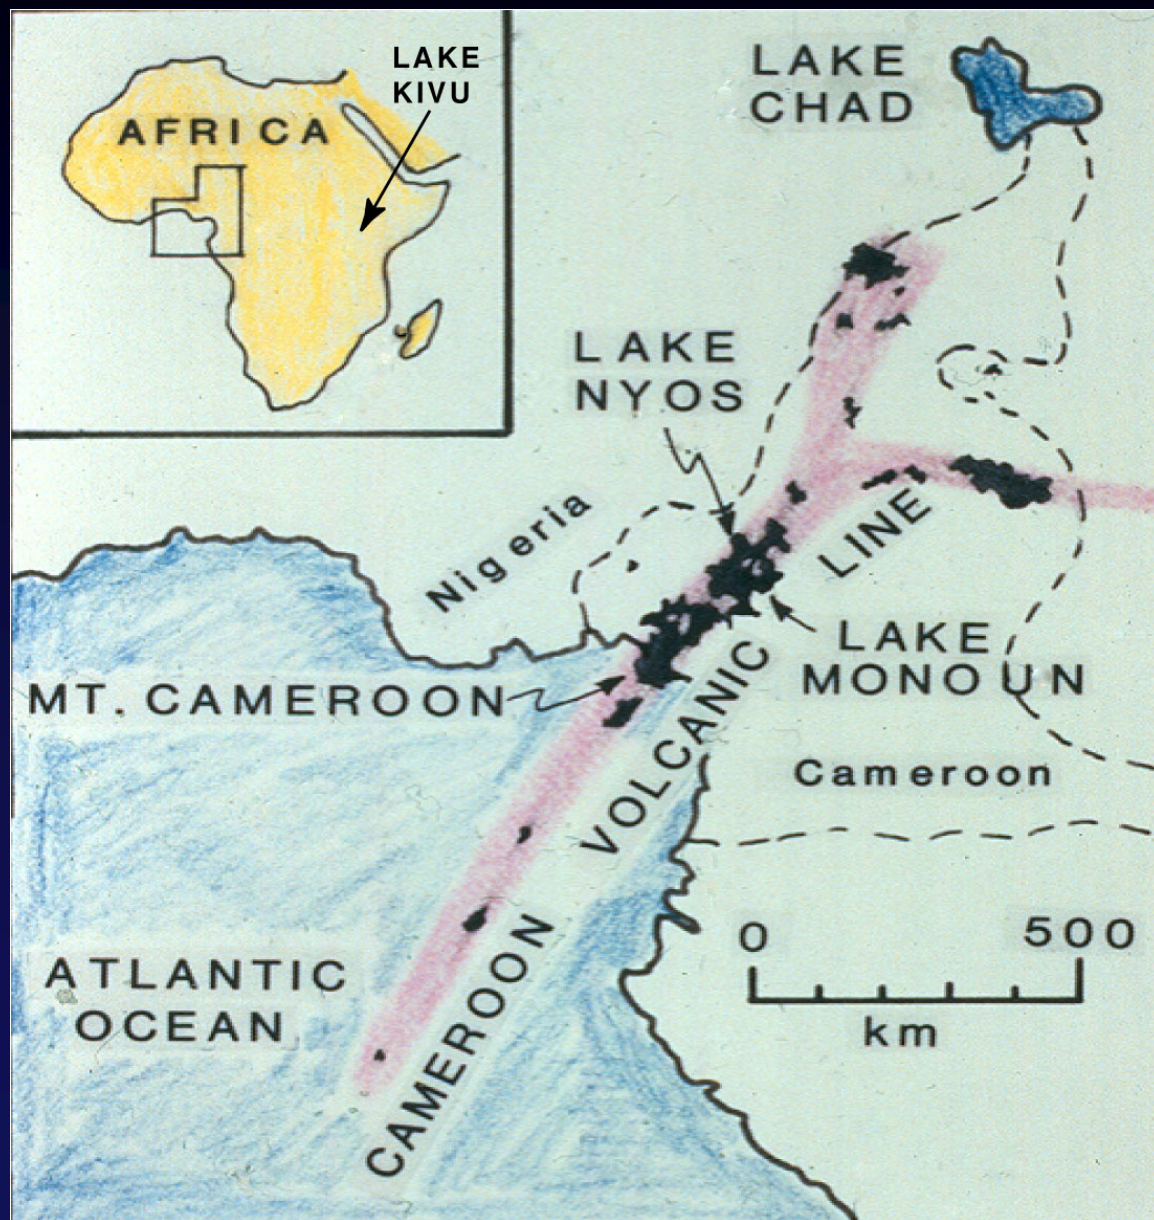 LAKE
KIVU
AFRICA
LAKE
CHAD
LAKE
NYOS
Nigeria
LAKE
MONOUN
MT. CAMEROON
Cameroon
CAMEROON VOLCANIC LINE
ATLANTIC
OCEAN
0 500
km